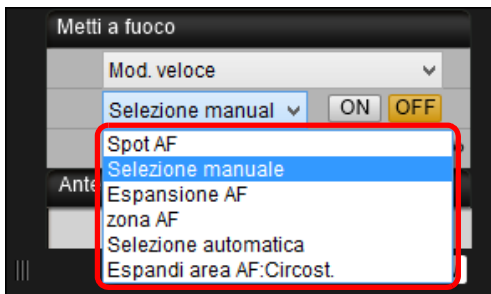 Metti a fuoco
Mod. veloce
Selezione manual ON OFF
Spot AF
Selezione manuale
Espansione AF
zona AF
Selezione automatica
Espandi area AF:Circost.
Ante